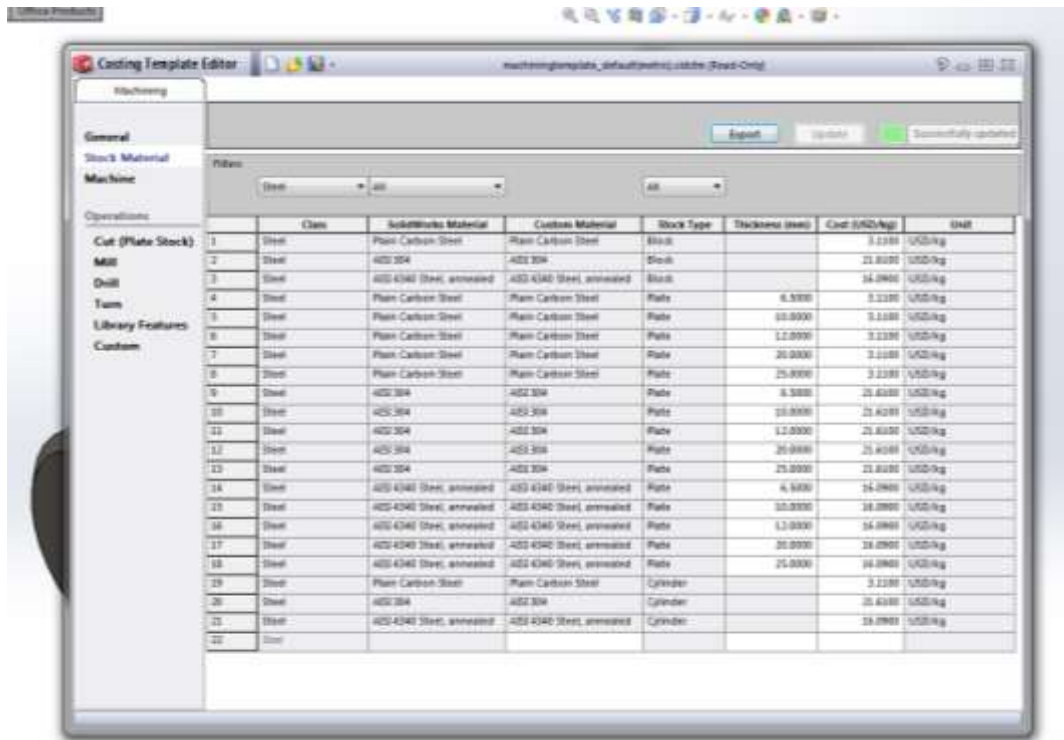 Office Products
Costing Template Editor machiningtemplate_default(metric).sldctm (Read-Only)
Machining
Export Update Successfully updated
General
Stock Material
Machine
Operations
Cut (Plate Stock)
Mill
Drill
Turn
Library Features
Custom
Filters
Steel All All
Class SolidWorks Material Custom Material Stock Type Thickness (mm) Cost (USD/kg) Unit
1 Steel Plain Carbon Steel Plain Carbon Steel Block USD/kg
2 Steel AISI 304 AISI 304 Block 21.6100 USD/kg
3 Steel AISI 4340 Steel, annealed AISI 4340 Steel, annealed Block 16.0900 USD/kg
4 Steel Plain Carbon Steel Plain Carbon Steel Plate 6.5000 USD/kg
5 Steel Plain Carbon Steel Plain Carbon Steel Plate 10.0000 USD/kg
6 Steel Plain Carbon Steel Plain Carbon Steel Plate 12.0000 USD/kg
7 Steel Plain Carbon Steel Plain Carbon Steel Plate 20.0000 USD/kg
8 Steel Plain Carbon Steel Plain Carbon Steel Plate 25.0000 USD/kg
9 Steel AISI 304 AISI 304 Plate 6.5000 21.6100 USD/kg
10 Steel AISI 304 AISI 304 Plate 10.0000 21.6100 USD/kg
11 Steel AISI 304 AISI 304 Plate 12.0000 21.6100 USD/kg
12 Steel AISI 304 AISI 304 Plate 20.0000 21.6100 USD/kg
13 Steel AISI 304 AISI 304 Plate 25.0000 21.6100 USD/kg
14 Steel AISI 4340 Steel, annealed AISI 4340 Steel, annealed Plate 6.5000 16.0900 USD/kg
15 Steel AISI 4340 Steel, annealed AISI 4340 Steel, annealed Plate 10.0000 16.0900 USD/kg
16 Steel AISI 4340 Steel, annealed AISI 4340 Steel, annealed Plate 12.0000 16.0900 USD/kg
17 Steel AISI 4340 Steel, annealed AISI 4340 Steel, annealed Plate 20.0000 16.0900 USD/kg
18 Steel AISI 4340 Steel, annealed AISI 4340 Steel, annealed Plate 25.0000 16.0900 USD/kg
19 Steel Plain Carbon Steel Plain Carbon Steel Cylinder USD/kg
20 Steel AISI 304 AISI 304 Cylinder 21.6100 USD/kg
21 Steel AISI 4340 Steel, annealed AISI 4340 Steel, annealed Cylinder 16.0900 USD/kg
22 Steel